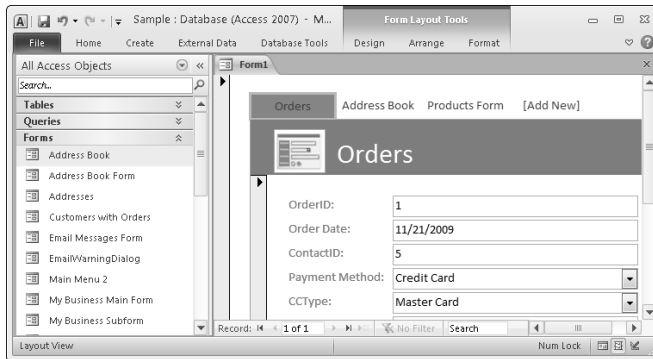 A Sample : Database (Access 2007) - M... Form Layout Tools
File Home Create External Data Database Tools Design Arrange Format
All Access Objects
Search...
Tables
Queries
Forms
Address Book
Address Book Form
Addresses
Customers with Orders
Email Messages Form
EmailWarningDialog
Main Menu 2
My Business Main Form
My Business Subform
Form1
Orders Address Book Products Form [Add New]
Orders
OrderID: 1
Order Date: 11/21/2009
ContactID: 5
Payment Method: Credit Card
CCType: Master Card
Record: 1 of 1 No Filter Search
Layout View Num Lock